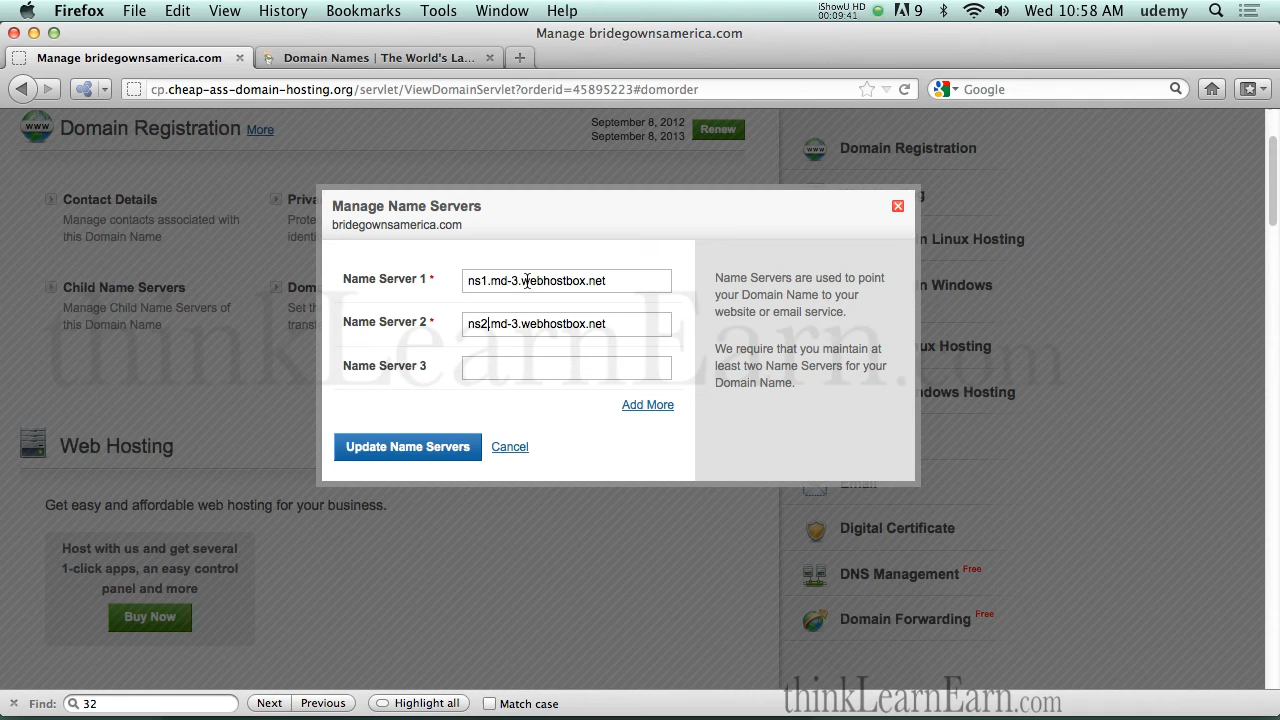 Firefox File Edit View History Bookmarks Tools Window Help iShowU HD 00:09:41 9 Wed 10:58 AM udemy
Manage bridegownsamerica.com
Manage bridegownsamerica.com Domain Names | The World's La...
cp.cheap-ass-domain-hosting.org/servlet/ViewDomainServlet?orderid=45895223#domorder Google
WWW Domain Registration More
September 8, 2012
September 8, 2013
Renew
Contact Details
Manage contacts associated with
this Domain Name
Child Name Servers
Manage Child Name Servers of
this Domain Name
Web Hosting
Get easy and affordable web hosting for your business.
Host with us and get several
1-click apps, an easy control
panel and more
Buy Now
Manage Name Servers
bridegownsamerica.com
Name Server 1 * ns1.md-3.webhostbox.net
Name Server 2 * ns2.md-3.webhostbox.net
Name Server 3
Add More
Update Name Servers Cancel
Name Servers are used to point
your Domain Name to your
website or email service.
We require that you maintain at
least two Name Servers for your
Domain Name.
WWW Domain Registration
Linux Hosting
Windows
Hosting
Hosting
Email
Digital Certificate
DNS Management Free
Domain Forwarding Free
thinkLearnEarn.com
Find: 32 Next Previous Highlight all Match case
thinkLearnEarn.com